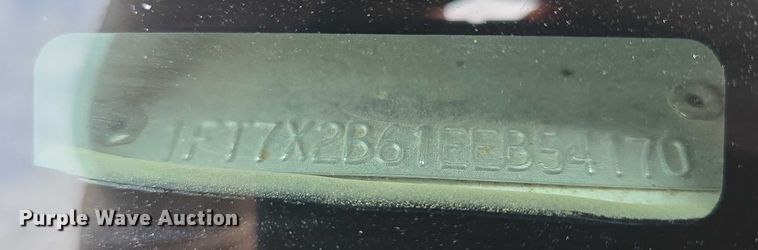 1FT7X2B61EEB54170
Purple Wave Auction